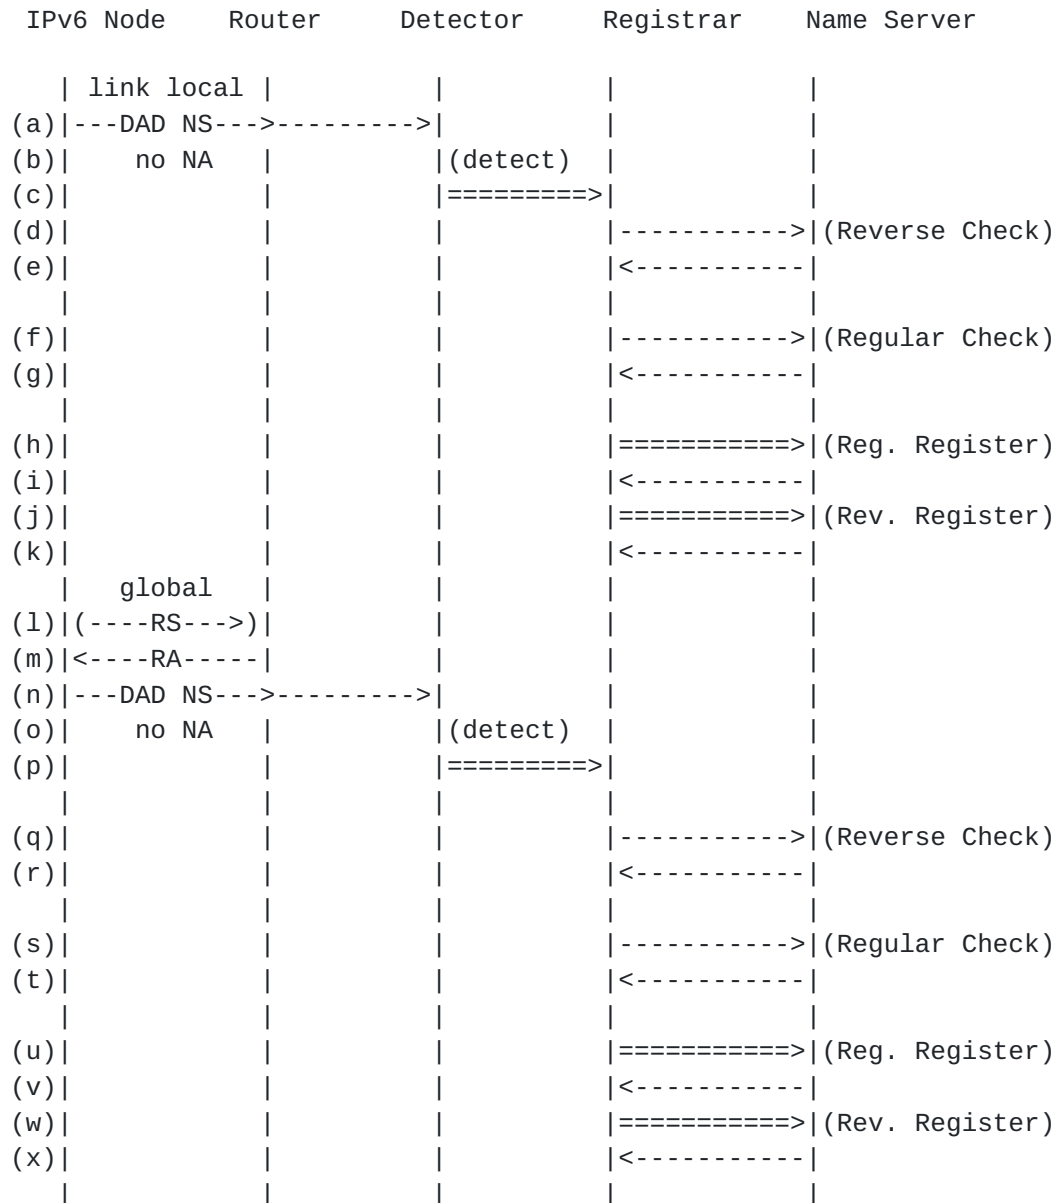 IPv6 Node    Router     Detector     Registrar    Name Server
   | link local |          |          |            |
(a)|---DAD NS--->--------->|          |            |
(b)|    no NA   |          |(detect)  |            |
(c)|            |          |=========>|            |
(d)|            |          |          |----------->|(Reverse Check)
(e)|            |          |          |<-----------|
   |            |          |          |            |
(f)|            |          |          |----------->|(Regular Check)
(g)|            |          |          |<-----------|
   |            |          |          |            |
(h)|            |          |          |===========>|(Reg. Register)
(i)|            |          |          |<-----------|
(j)|            |          |          |===========>|(Rev. Register)
(k)|            |          |          |<-----------|
   |   global   |          |          |            |
(l)|(----RS--->)|          |          |            |
(m)|<----RA-----|          |          |            |
(n)|---DAD NS--->--------->|          |            |
(o)|    no NA   |          |(detect)  |            |
(p)|            |          |=========>|            |
   |            |          |          |            |
(q)|            |          |          |----------->|(Reverse Check)
(r)|            |          |          |<-----------|
   |            |          |          |            |
(s)|            |          |          |----------->|(Regular Check)
(t)|            |          |          |<-----------|
   |            |          |          |            |
(u)|            |          |          |===========>|(Reg. Register)
(v)|            |          |          |<-----------|
(w)|            |          |          |===========>|(Rev. Register)
(x)|            |          |          |<-----------|
   |            |          |          |            |